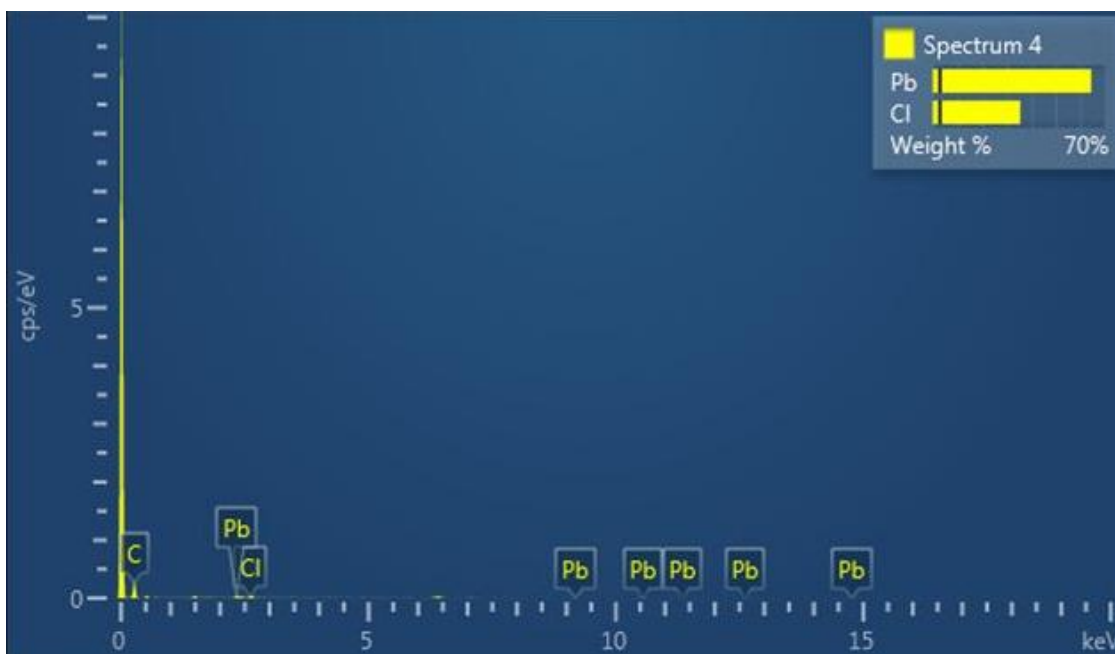 Spectrum 4
Pb
Cl
Weight % 70%
cps/eV
5
0
C
Pb
Cl
Pb
Pb
Pb
Pb
Pb
0 5 10 15 keV